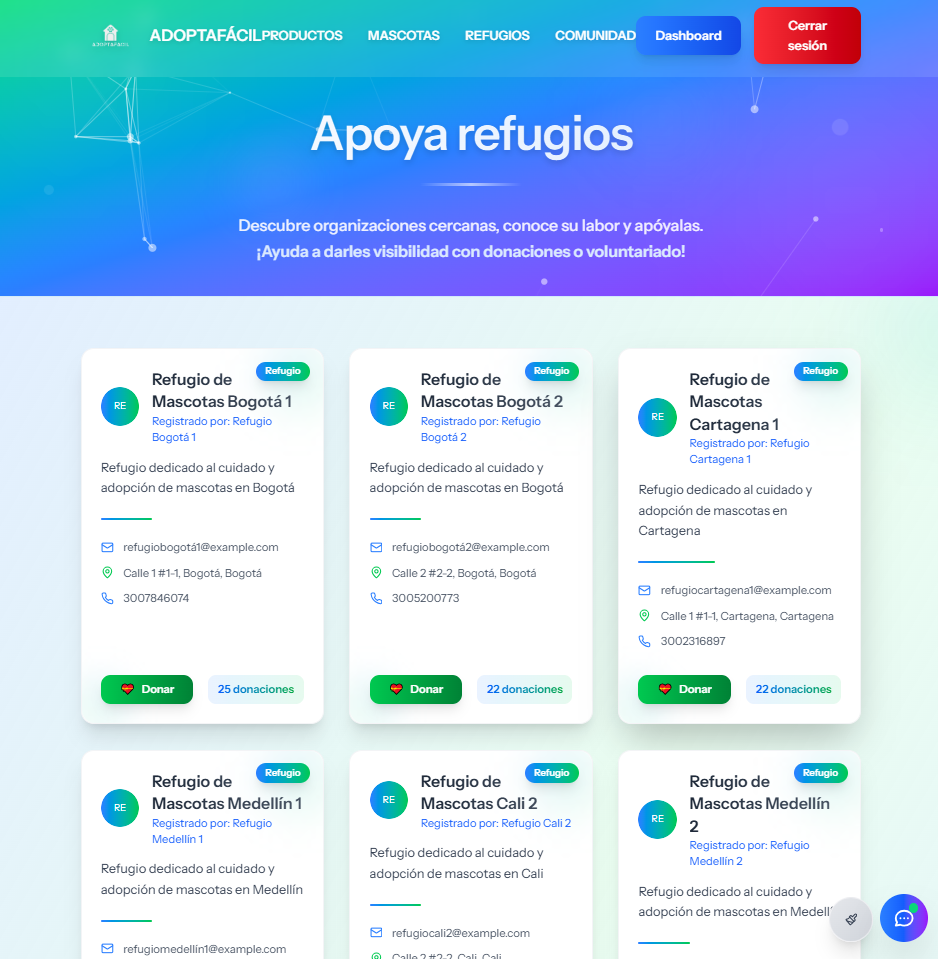 ADOPTAFÁCIL
ADOPTAFÁCIL PRODUCTOS MASCOTAS REFUGIOS COMUNIDAD Dashboard Cerrar
sesión
Apoya refugios
Descubre organizaciones cercanas, conoce su labor y apóyalas.
¡Ayuda a darles visibilidad con donaciones o voluntariado!
Refugio
RE
Refugio de
Mascotas Bogotá 1
Registrado por: Refugio
Bogotá 1
Refugio dedicado al cuidado y
adopción de mascotas en Bogotá
refugiobogotá1@example.com
Calle 1 #1-1, Bogotá, Bogotá
3007846074
Donar
25 donaciones
Refugio
RE
Refugio de
Mascotas Bogotá 2
Registrado por: Refugio
Bogotá 2
Refugio dedicado al cuidado y
adopción de mascotas en Bogotá
refugiobogotá2@example.com
Calle 2 #2-2, Bogotá, Bogotá
3005200773
Donar
22 donaciones
Refugio
RE
Refugio de
Mascotas
Cartagena 1
Registrado por: Refugio
Cartagena 1
Refugio dedicado al cuidado y
adopción de mascotas en
Cartagena
refugiocartagena1@example.com
Calle 1 #1-1, Cartagena, Cartagena
3002316897
Donar
22 donaciones
Refugio
RE
Refugio de
Mascotas Medellín 1
Registrado por: Refugio
Medellín 1
Refugio dedicado al cuidado y
adopción de mascotas en Medellín
refugiomedellín1@example.com
Refugio
RE
Refugio de
Mascotas Cali 2
Registrado por: Refugio Cali 2
Refugio dedicado al cuidado y
adopción de mascotas en Cali
refugiocali2@example.com
Calle 2 #2-2, Cali, Cali
Refugio
RE
Refugio de
Mascotas Medellín
2
Registrado por: Refugio
Medellín 2
Refugio dedicado al cuidado y
adopción de mascotas en